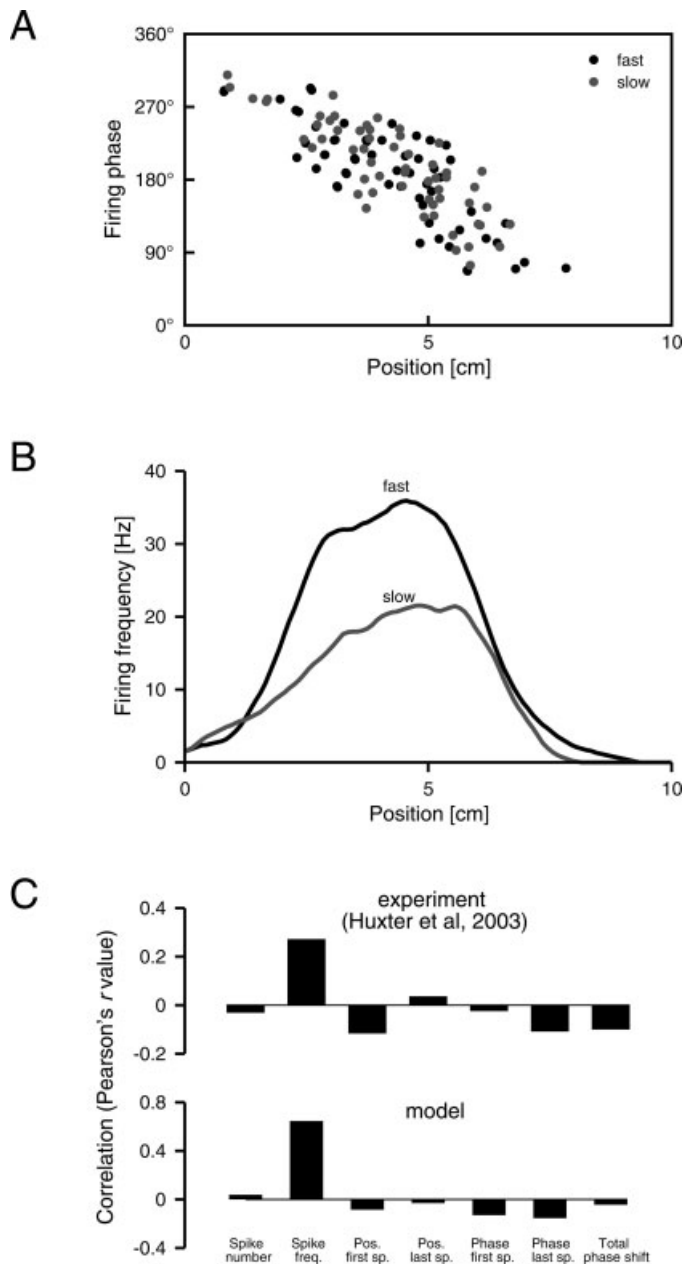 A
360°
270°
180°
90°
0°
Firing phase
fast
slow
0
5
10
Position [cm]
B
40
30
20
10
0
Firing frequency [Hz]
fast
slow
0
5
10
Position [cm]
C
Correlation (Pearson's r value)
experiment
(Huxter et al, 2003)
0.4
0.2
0
-0.2
model
0.8
0.4
0
-0.4
Spike number
Spike freq.
Pos. first sp.
Pos. last sp.
Phase first sp.
Phase last sp.
Total phase shift